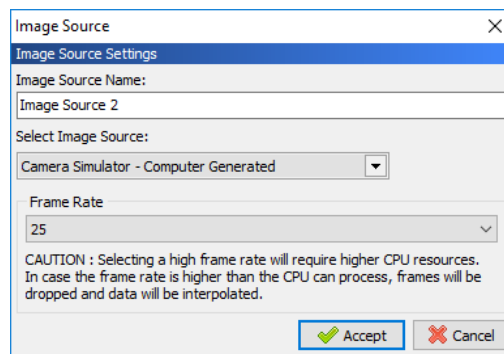 Image Source
Image Source Settings
Image Source Name:
Image Source 2
Select Image Source:
Camera Simulator - Computer Generated
Frame Rate
25
CAUTION : Selecting a high frame rate will require higher CPU resources.
In case the frame rate is higher than the CPU can process, frames will be
dropped and data will be interpolated.
Accept Cancel